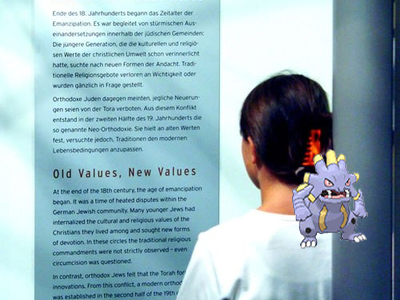 Ende des 18. Jahrhunderts begann das Zeitalter der
Emanzipation. Es war begleitet von stürmischen Aus-
einandersetzungen innerhalb der jüdischen Gemeinden:
Die jüngere Generation, die die kulturellen und religiö-
sen Werte der christlichen Umwelt schon verinnerlicht
hatte, suchte nach neuen Formen der Andacht. Tradi-
tionelle Religionsgebote verloren an Wichtigkeit oder
wurden gänzlich in Frage gestellt.
Orthodoxe Juden dagegen meinten, jegliche Neuerun-
gen seien von der Tora verboten. Aus diesem Konflikt
entstand in der zweiten Hälfte des 19. Jahrhunderts die
so genannte Neo-Orthodoxie. Sie hielt an alten Werten
fest, versuchte jedoch, Traditionen den modernen
Lebensbedingungen anzupassen.
Old Values, New Values
At the end of the 18th century, the age of emancipation
began. It was a time of heated disputes within the
German Jewish community. Many younger Jews had
internalized the cultural and religious values of the
Christians they lived among and sought new forms
of devotion. In these circles the traditional religious
commandments were not strictly observed – even
circumcision was questioned.
In contrast, orthodox Jews felt that the Torah for
innovations. From this conflict, a modern orthod
was established in the second half of the 19th